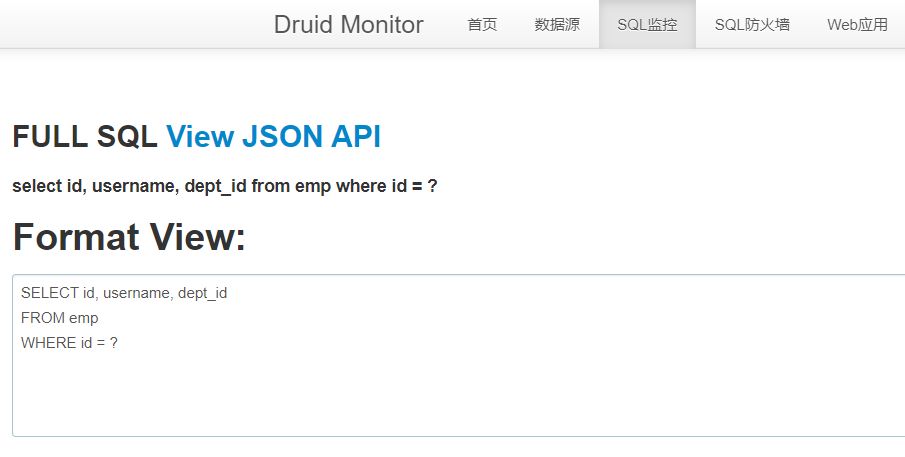 Druid Monitor 首页 数据源 SQL监控 SQL防火墙 Web应用
FULL SQL View JSON API
select id, username, dept_id from emp where id = ?
Format View:
SELECT id, username, dept_id
FROM emp
WHERE id = ?